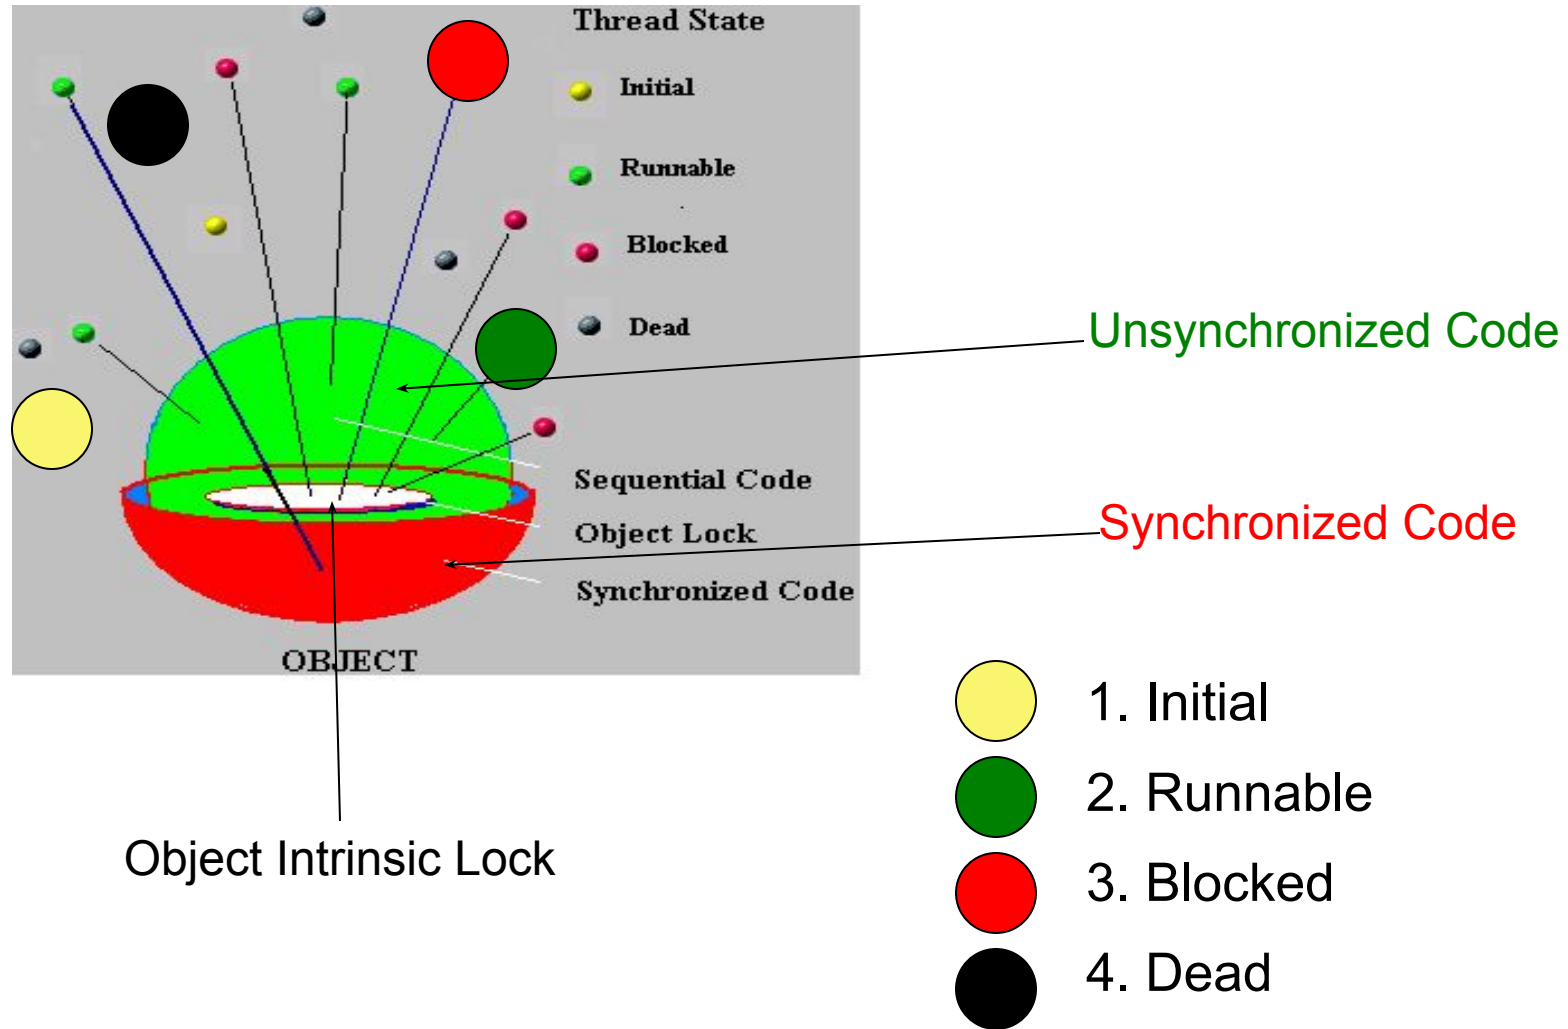 Thread State
Initial
Runnable
Blocked
Dead
Unsynchronized Code
Sequential Code
Object Lock
Synchronized Code
Synchronized Code
OBJECT
Object Intrinsic Lock
1. Initial
2. Runnable
3. Blocked
4. Dead